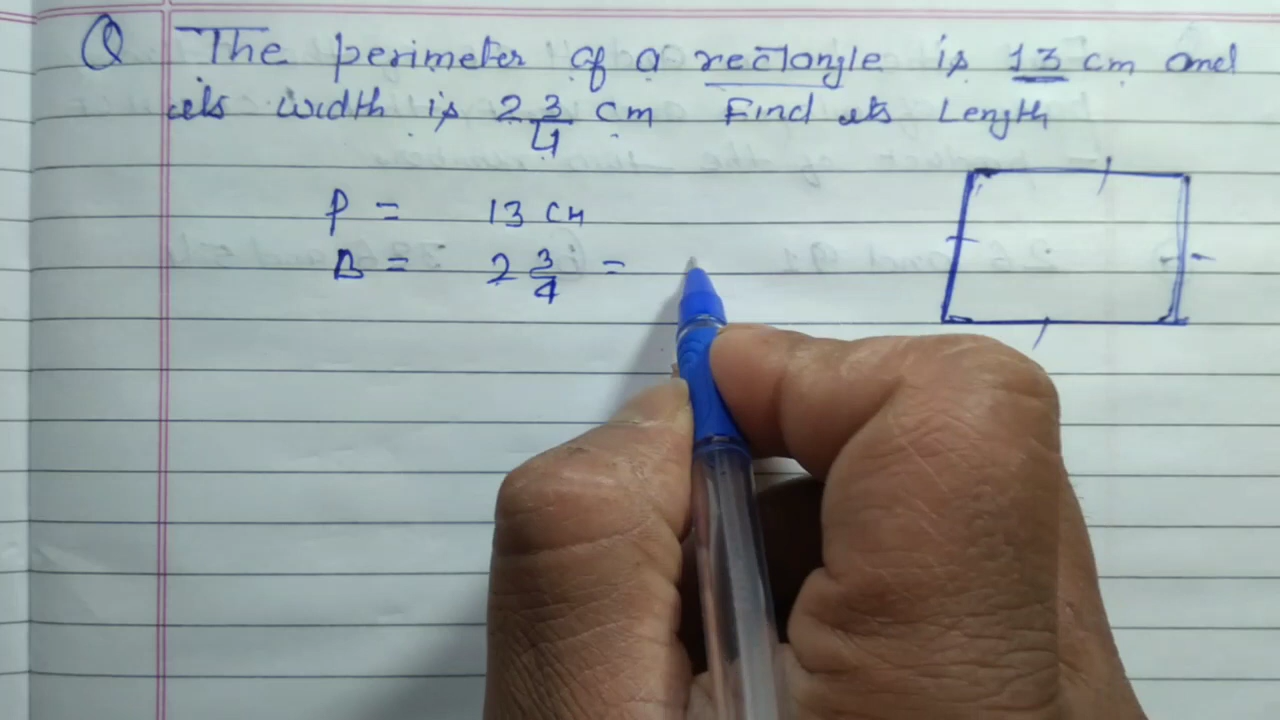 Q The perimeter of a rectangle is 13 cm and
its width is 2 3/4 cm Find its Length
P = 13 cm
B = 2 3/4 =